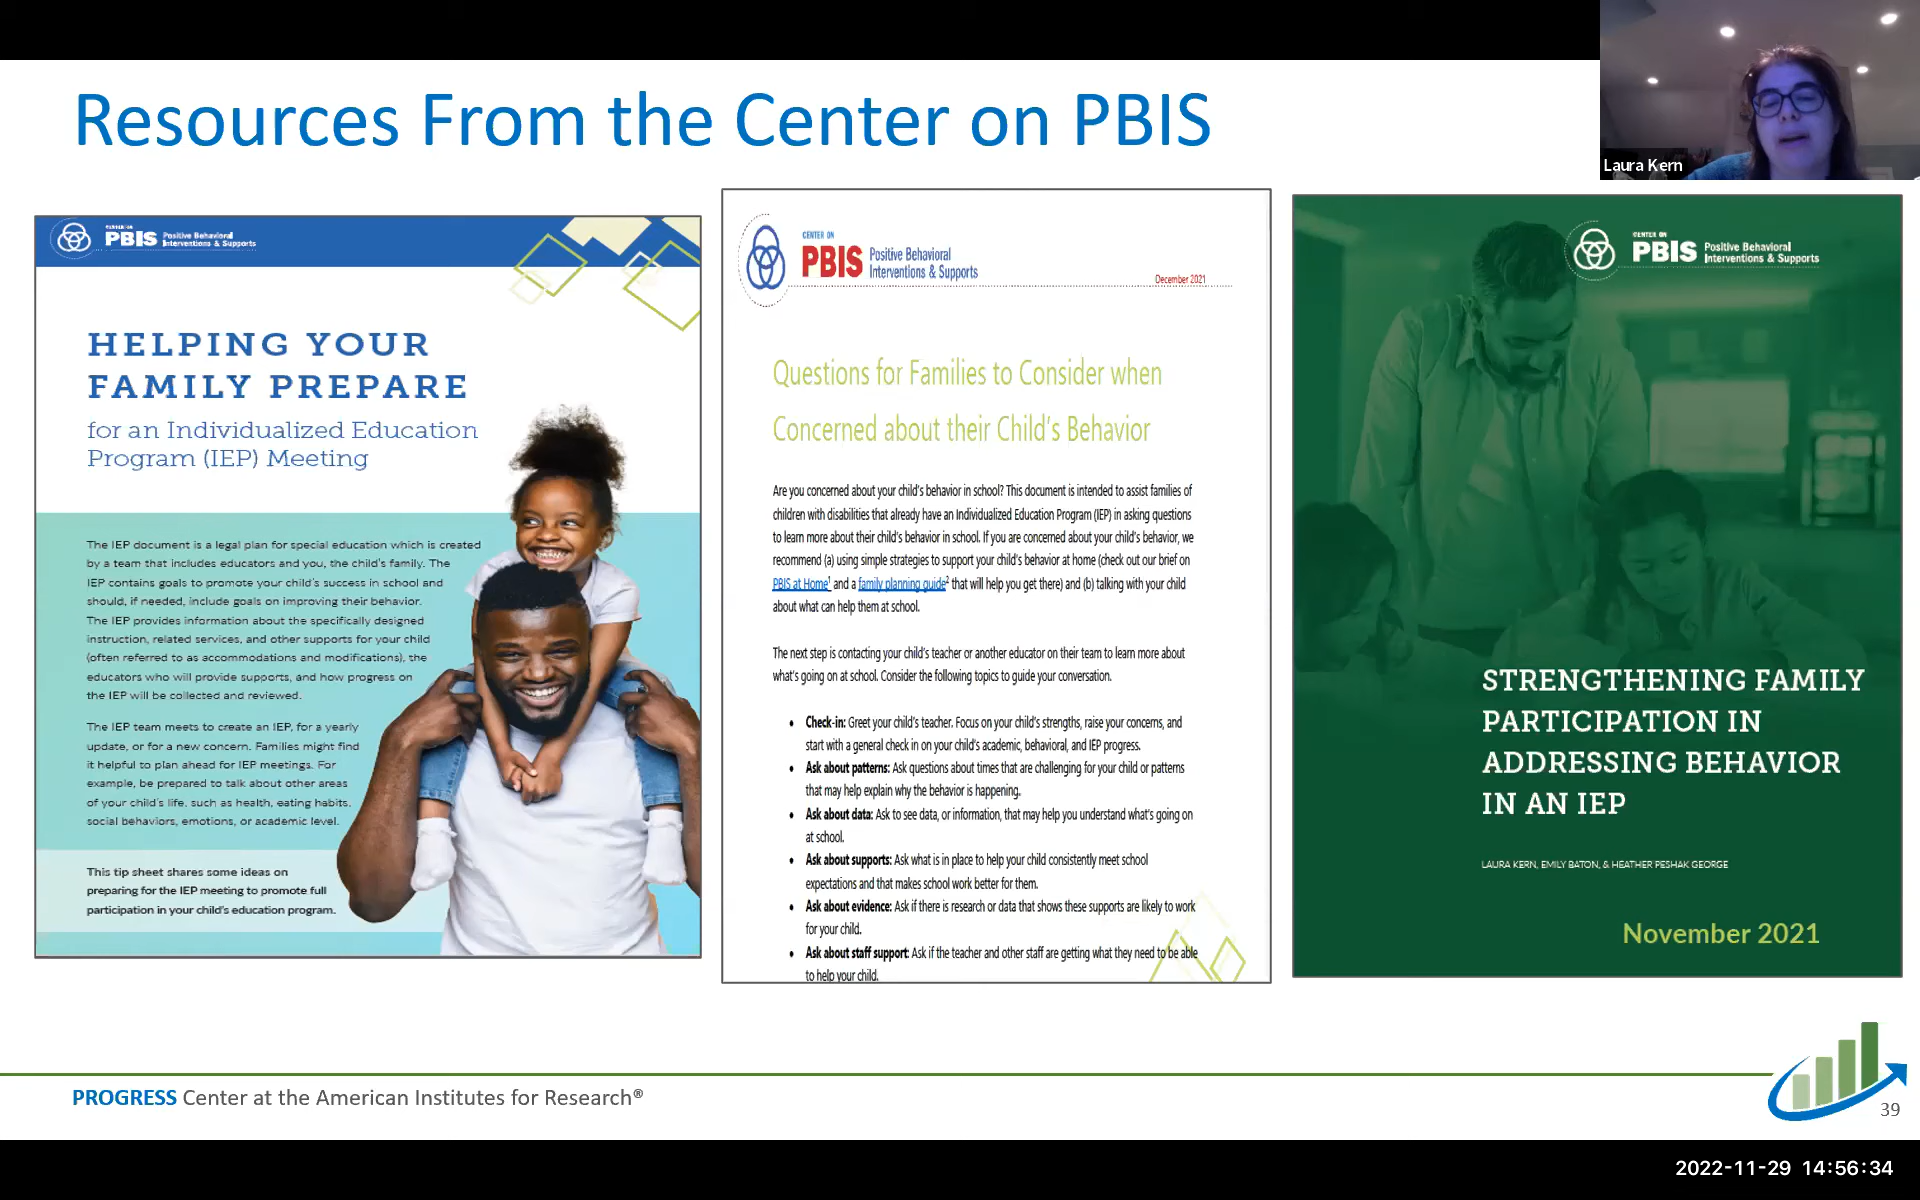 Resources From the Center on PBIS
Laura Kern
CENTER ON
PBIS Positive Behavioral
Interventions & Supports
HELPING YOUR
FAMILY PREPARE
for an Individualized Education
Program (IEP) Meeting
The IEP document is a legal plan for special education which is created
by a team that includes educators and you, the child's family. The
IEP contains goals to promote your child's success in school and
should, if needed, include goals on improving their behavior.
The IEP provides information about the specifically designed
instruction, related services, and other supports for your child
(often referred to as accommodations and modifications), the
educators who will provide supports, and how progress on
the IEP will be collected and reviewed.
The IEP team meets to create an IEP, for a yearly
update, or for a new concern. Families might find
it helpful to plan ahead for IEP meetings. For
example, be prepared to talk about other areas
of your child's life, such as health, eating habits,
social behaviors, emotions, or academic level.
This tip sheet shares some ideas on
preparing for the IEP meeting to promote full
participation in your child's education program.
CENTER ON
PBIS Positive Behavioral
Interventions & Supports
December 2021
Questions for Families to Consider when
Concerned about their Child's Behavior
Are you concerned about your child's behavior in school? This document is intended to assist families of
children with disabilities that already have an Individualized Education Program (IEP) in asking questions
to learn more about their child's behavior in school. If you are concerned about your child's behavior, we
recommend (a) using simple strategies to support your child's behavior at home (check out our brief on
PBIS at Home¹ and a family planning guide² that will help you get there) and (b) talking with your child
about what can help them at school.
The next step is contacting your child's teacher or another educator on their team to learn more about
what's going on at school. Consider the following topics to guide your conversation.
• Check-in: Greet your child's teacher. Focus on your child's strengths, raise your concerns, and
start with a general check in on your child's academic, behavioral, and IEP progress.
• Ask about patterns: Ask questions about times that are challenging for your child or patterns
that may help explain why the behavior is happening.
• Ask about data: Ask to see data, or information, that may help you understand what's going on
at school.
• Ask about supports: Ask what is in place to help your child consistently meet school
expectations and that makes school work better for them.
• Ask about evidence: Ask if there is research or data that shows these supports are likely to work
for your child.
• Ask about staff support: Ask if the teacher and other staff are getting what they need to be able
to help your child.
CENTER ON
PBIS Positive Behavioral
Interventions & Supports
STRENGTHENING FAMILY
PARTICIPATION IN
ADDRESSING BEHAVIOR
IN AN IEP
LAURA KERN, EMILY BATON, & HEATHER PESHAK GEORGE
November 2021
PROGRESS Center at the American Institutes for Research®
39
2022-11-29 14:56:34